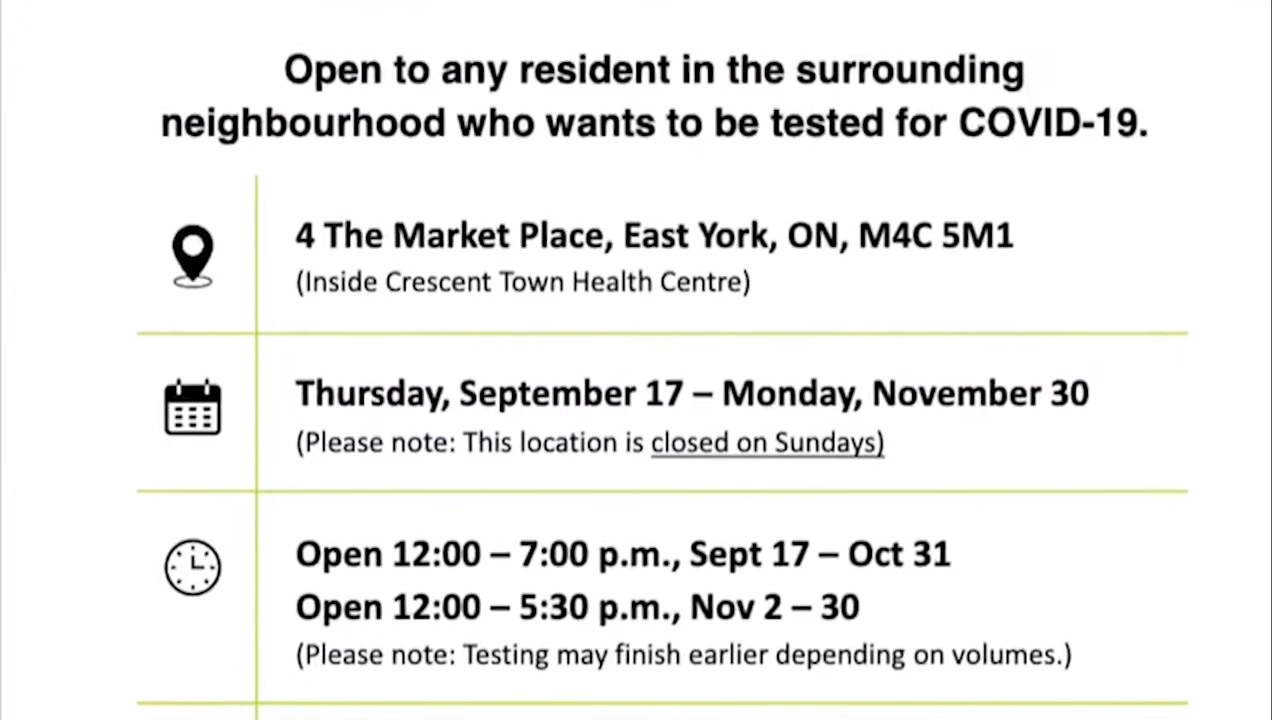 Open to any resident in the surrounding
neighbourhood who wants to be tested for COVID-19.
4 The Market Place, East York, ON, M4C 5M1
(Inside Crescent Town Health Centre)
Thursday, September 17 – Monday, November 30
(Please note: This location is closed on Sundays)
Open 12:00 – 7:00 p.m., Sept 17 – Oct 31
Open 12:00 – 5:30 p.m., Nov 2 – 30
(Please note: Testing may finish earlier depending on volumes.)